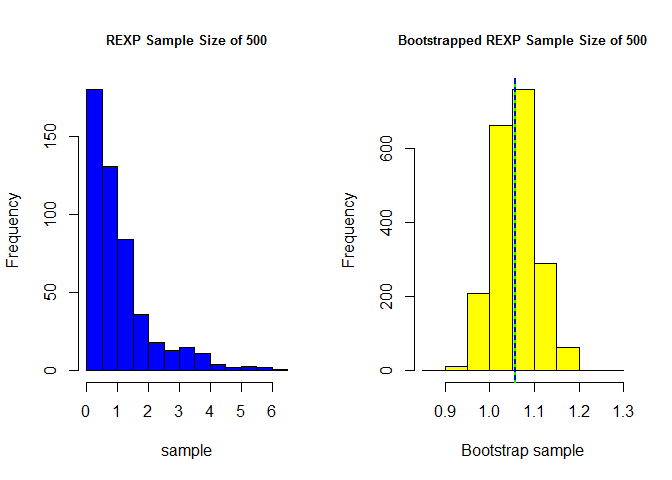 REXP Sample Size of 500
Frequency
0 50 100 150
0 1 2 3 4 5 6
sample
Bootstrapped REXP Sample Size of 500
Frequency
0 200 400 600
0.9 1.0 1.1 1.2 1.3
Bootstrap sample